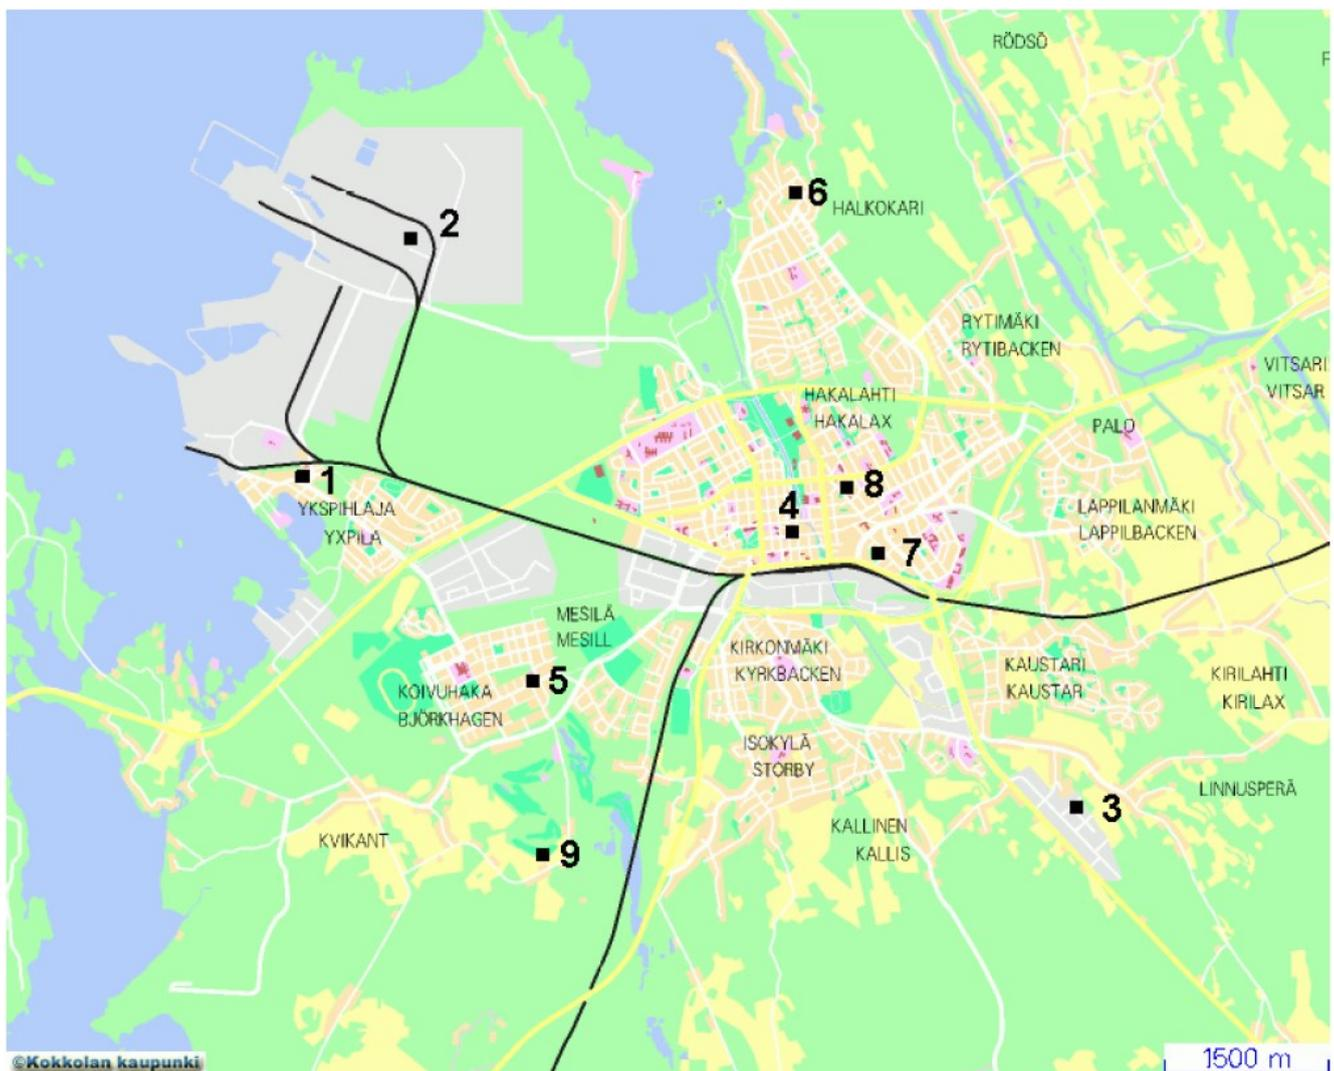 RÖDSÖ
F
2
6
HALKOKARI
RYTIMÄKI
RYTIBACKEN
VITSARI
VITSAR
HAKALAHTI
HAKALAX
PALO
1
8
YKSPIHLAJA
YXPILA
4
LAPPILANMÄKI
LAPPILBACKEN
7
MESILÄ
MESILL
KIRKONMÄKI
KYRKBACKEN
KAUSTARI
KAUSTAR
KIRILAHTI
KIRILAX
5
KOIVUHAKA
BJÖRKHAGEN
ISOKYLÄ
STORBY
LINNUSPERÄ
3
KALLINEN
KALLIS
KVIKANT
9
©Kokkolan kaupunki
1500 m